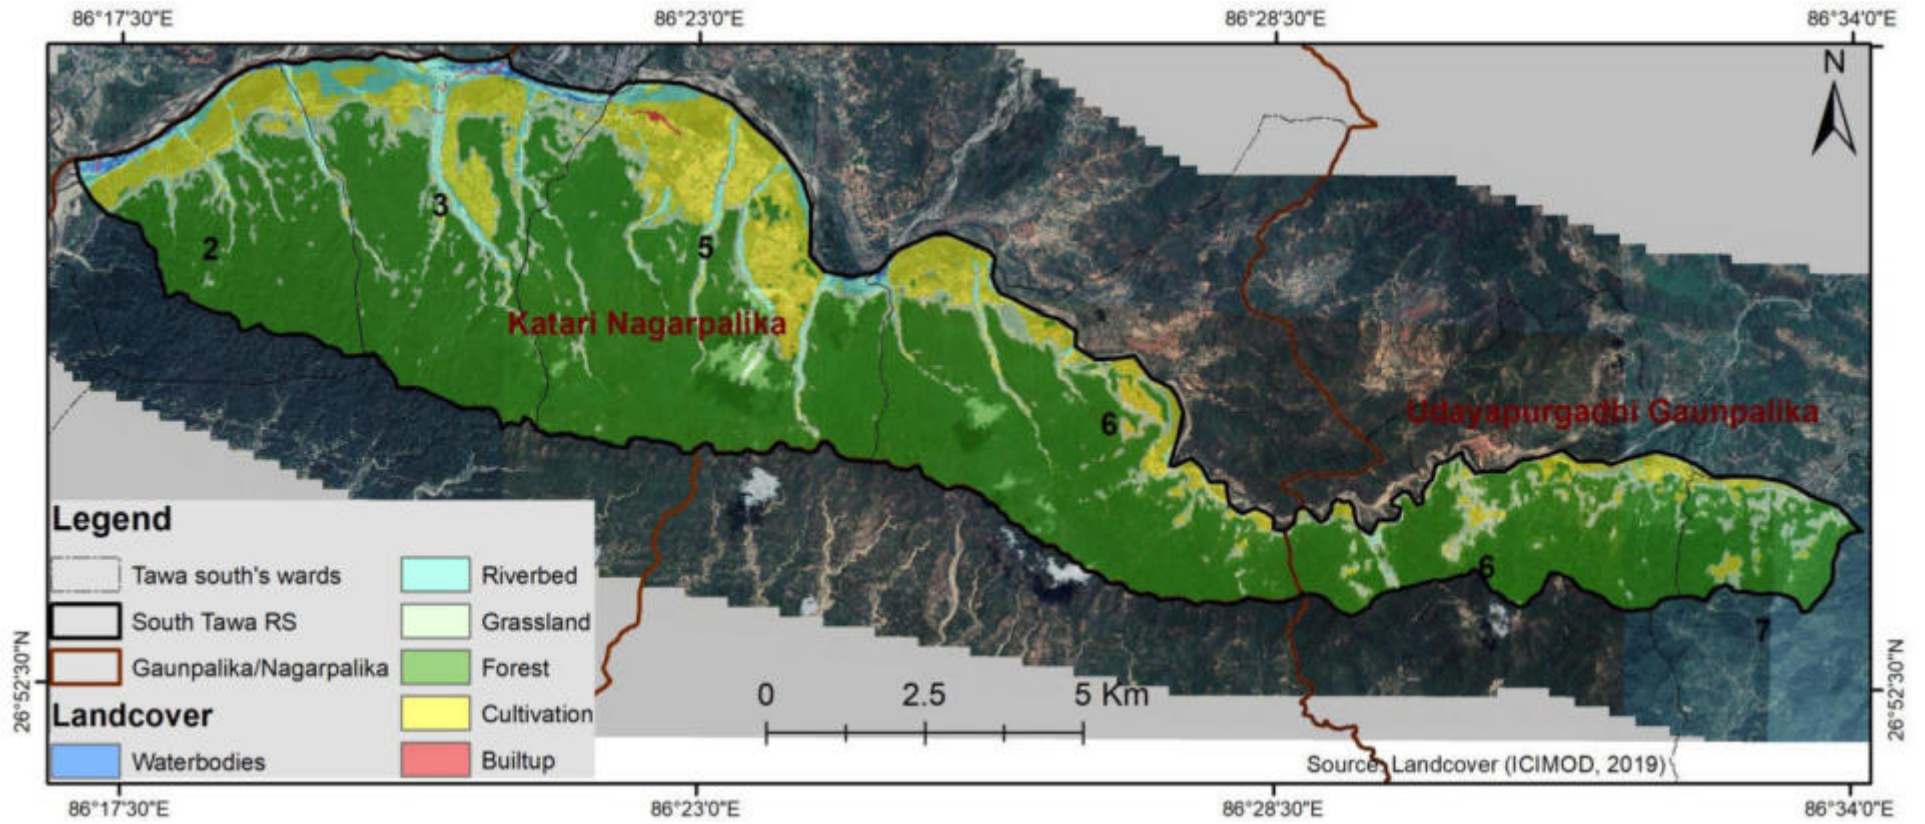 86°17'30"E 86°23'0"E 86°28'30"E 86°34'0"E
N
3
2
5
Katari Nagarpalika
6
Udayapurgadhi Gaunpalika
6
7
Legend
Tawa south's wards
South Tawa RS
Gaunpalika/Nagarpalika
Landcover
Waterbodies
Riverbed
Grassland
Forest
Cultivation
Builtup
0 2.5 5 Km
Source: Landcover (ICIMOD, 2019)
26°52'30"N
26°52'30"N
86°17'30"E 86°23'0"E 86°28'30"E 86°34'0"E